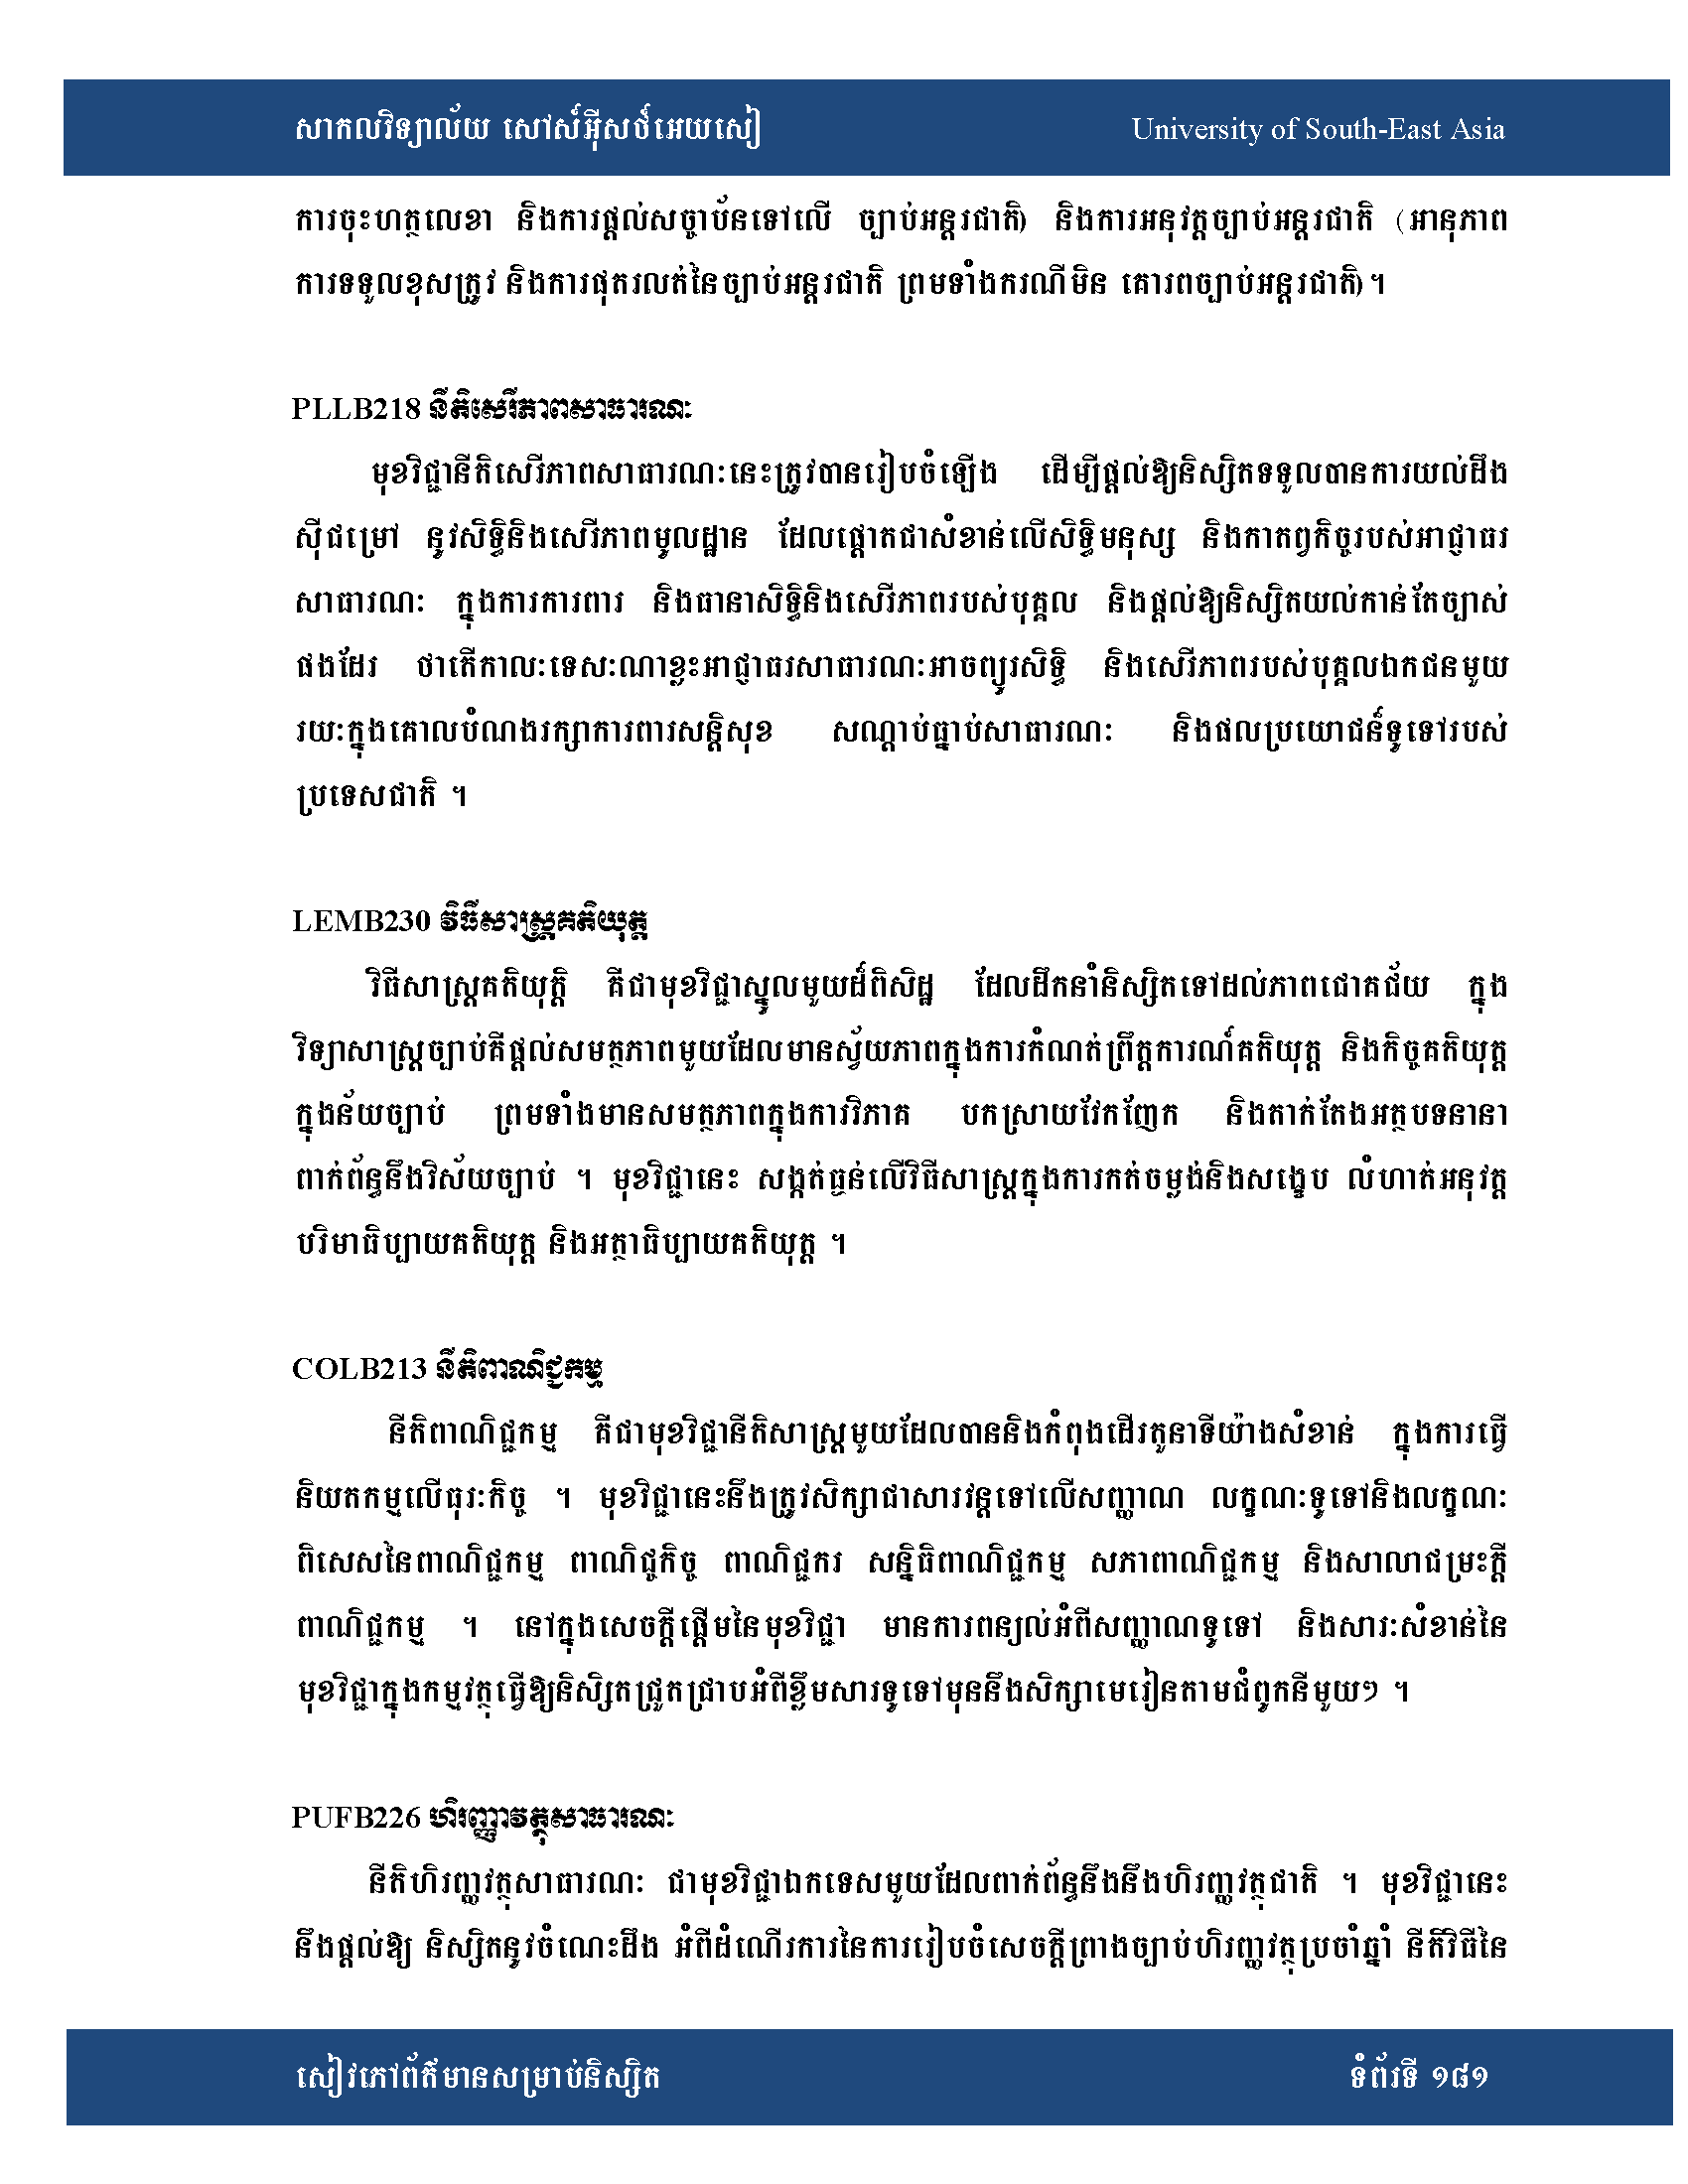 សាកលវិទ្យាល័យ សៅស៍អ៊ីសថ៍អេយសៀ University of South-East Asia
ការចុះហត្ថលេខា និងការផ្តល់សច្ចាប័នទៅលើ ច្បាប់អន្តរជាតិ) និងការអនុវត្តច្បាប់អន្តរជាតិ (អានុភាព
ការទទួលខុសត្រូវ និងការផុតរលត់នៃច្បាប់អន្តរជាតិ ព្រមទាំងករណីមិន គោរពច្បាប់អន្តរជាតិ)។
PLLB218 នីតិសេរីភាពសាធារណៈ
មុខវិជ្ជានីតិសេរីភាពសាធារណៈនេះត្រូវបានរៀបចំឡើង ដើម្បីផ្តល់ឱ្យនិស្សិតទទួលបានការយល់ដឹង
ស៊ីជម្រៅ នូវសិទ្ធិនិងសេរីភាពមូលដ្ឋាន ដែលផ្តោតជាសំខាន់លើសិទ្ធិមនុស្ស និងកាតព្វកិច្ចរបស់អាជ្ញាធរ
សាធារណៈ ក្នុងការការពារ និងធានាសិទ្ធិនិងសេរីភាពរបស់បុគ្គល និងផ្តល់ឱ្យនិស្សិតយល់កាន់តែច្បាស់
ផងដែរ ថាតើកាលៈទេសៈណាខ្លះអាជ្ញាធរសាធារណៈអាចព្យួរសិទ្ធិ និងសេរីភាពរបស់បុគ្គលឯកជនមួយ
រយៈក្នុងគោលបំណងរក្សាការពារសន្តិសុខ សណ្តាប់ធ្នាប់សាធារណៈ និងផលប្រយោជន៍ទូទៅរបស់
ប្រទេសជាតិ ។
LEMB230 វិធីសាស្ត្រគតិយុត្ត
វិធីសាស្ត្រគតិយុត្តិ គឺជាមុខវិជ្ជាស្នូលមួយដ៏ពិសិដ្ឋ ដែលដឹកនាំនិស្សិតទៅដល់ភាពជោគជ័យ ក្នុង
វិទ្យាសាស្ត្រច្បាប់គឺផ្តល់សមត្ថភាពមួយដែលមានស្វ័យភាពក្នុងការកំណត់ព្រឹត្តការណ៍គតិយុត្ត និងកិច្ចគតិយុត្ត
ក្នុងន័យច្បាប់ ព្រមទាំងមានសមត្ថភាពក្នុងការវិភាគ បកស្រាយវែកញែក និងតាក់តែងអត្ថបទនានា
ពាក់ព័ន្ធនឹងវិស័យច្បាប់ ។ មុខវិជ្ជានេះ សង្កត់ធ្ងន់លើវិធីសាស្ត្រក្នុងការកត់ចម្លង់និងសង្ខេប លំហាត់អនុវត្ត
បរិមាធិប្បាយគតិយុត្ត និងអត្ថាធិប្បាយគតិយុត្ត ។
COLB213 នីតិពាណិជ្ជកម្ម
នីតិពាណិជ្ជកម្ម គឺជាមុខវិជ្ជានីតិសាស្ត្រមួយដែលបាននិងកំពុងដើរតួនាទីយ៉ាងសំខាន់ ក្នុងការធ្វើ
និយតកម្មលើធុរៈកិច្ច ។ មុខវិជ្ជានេះនឹងត្រូវសិក្សាជាសារវន្តទៅលើសញ្ញាណ លក្ខណៈទូទៅនិងលក្ខណៈ
ពិសេសនៃពាណិជ្ជកម្ម ពាណិជ្ជកិច្ច ពាណិជ្ជករ សន្និធិពាណិជ្ជកម្ម សភាពាណិជ្ជកម្ម និងសាលាជម្រះក្តី
ពាណិជ្ជកម្ម ។ នៅក្នុងសេចក្តីផ្តើមនៃមុខវិជ្ជា មានការពន្យល់អំពីសញ្ញាណទូទៅ និងសារៈសំខាន់នៃ
មុខវិជ្ជាក្នុងកម្មវត្ថុធ្វើឱ្យនិស្សិតជ្រួតជ្រាបអំពីខ្លឹមសារទូទៅមុននឹងសិក្សាមេរៀនតាមជំពូកនីមួយៗ ។
PUFB226 ហិរញ្ញាវត្ថុសាធារណៈ
នីតិហិរញ្ញវត្ថុសាធារណៈ ជាមុខវិជ្ជាឯកទេសមួយដែលពាក់ព័ន្ធនឹងនឹងហិរញ្ញវត្ថុជាតិ ។ មុខវិជ្ជានេះ
នឹងផ្តល់ឱ្យ និស្សិតនូវចំណេះដឹង អំពីដំណើរការនៃការរៀបចំសេចក្តីព្រាងច្បាប់ហិរញ្ញវត្ថុប្រចាំឆ្នាំ នីតិវិធីនៃ
សៀវភៅព័ត៌មានសម្រាប់និស្សិត ទំព័រទី ១៨១